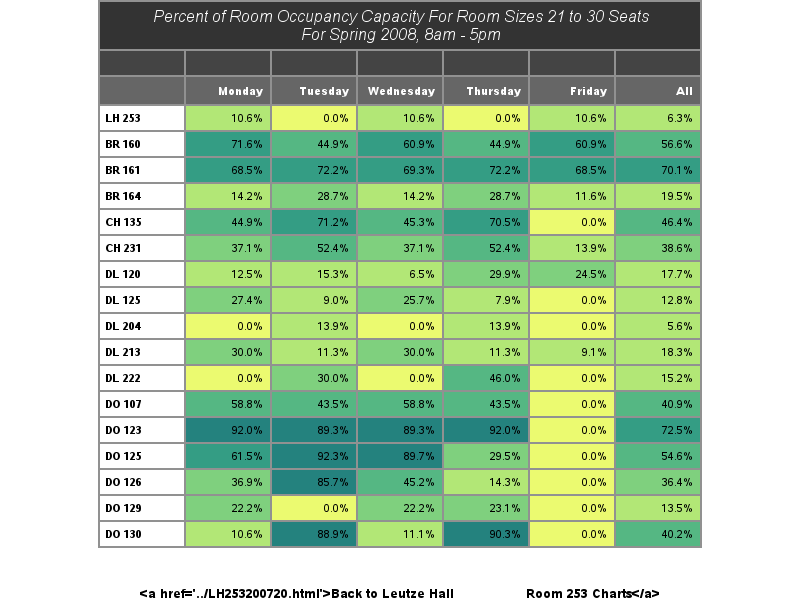 Percent of Room Occupancy Capacity For Room Sizes 21 to 30 Seats
For Spring 2008, 8am - 5pm
Monday Tuesday Wednesday Thursday Friday All
LH 253 10.6% 0.0% 10.6% 0.0% 10.6% 6.3%
BR 160 71.6% 44.9% 60.9% 44.9% 60.9% 56.6%
BR 161 68.5% 72.2% 69.3% 72.2% 68.5% 70.1%
BR 164 14.2% 28.7% 14.2% 28.7% 11.6% 19.5%
CH 135 44.9% 71.2% 45.3% 70.5% 0.0% 46.4%
CH 231 37.1% 52.4% 37.1% 52.4% 13.9% 38.6%
DL 120 12.5% 15.3% 6.5% 29.9% 24.5% 17.7%
DL 125 27.4% 9.0% 25.7% 7.9% 0.0% 12.8%
DL 204 0.0% 13.9% 0.0% 13.9% 0.0% 5.6%
DL 213 30.0% 11.3% 30.0% 11.3% 9.1% 18.3%
DL 222 0.0% 30.0% 0.0% 46.0% 0.0% 15.2%
DO 107 58.8% 43.5% 58.8% 43.5% 0.0% 40.9%
DO 123 92.0% 89.3% 89.3% 92.0% 0.0% 72.5%
DO 125 61.5% 92.3% 89.7% 29.5% 0.0% 54.6%
DO 126 36.9% 85.7% 45.2% 14.3% 0.0% 36.4%
DO 129 22.2% 0.0% 22.2% 23.1% 0.0% 13.5%
DO 130 10.6% 88.9% 11.1% 90.3% 0.0% 40.2%
<a href='../LH253200720.html'>Back to Leutze Hall Room 253 Charts</a>